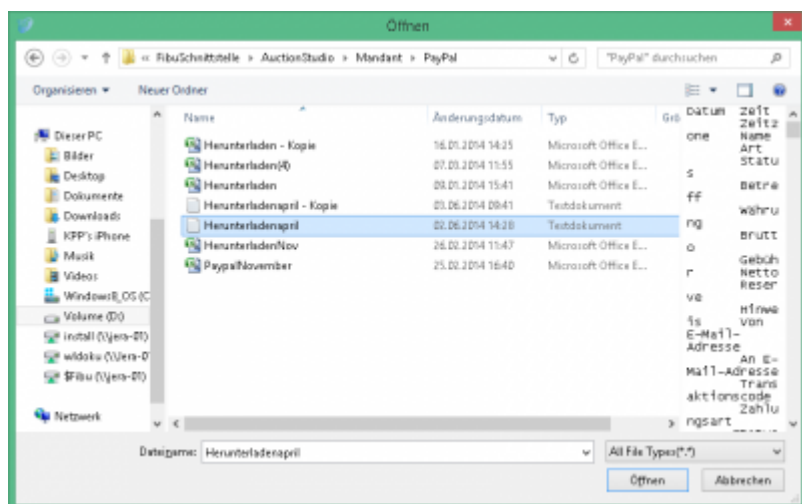 Öffnen
« FibuSchnittstelle › AuctionStudio › Mandant › PayPal
"PayPal" durchsuchen
Organisieren
Neuer Ordner
Name Änderungsdatum Typ Grö
Dieser PC
Bilder
Desktop
Dokumente
Downloads
KPP's iPhone
Musik
Videos
Windows8_OS (C
Volume (D:)
install (\\jera-01)
wldoku (\\Jera-0
$Fibu (\\jera-01)
Netzwerk
Herunterladen - Kopie 16.01.2014 14:25 Microsoft Office E...
Herunterladen(4) 07.03.2014 11:55 Microsoft Office E...
Herunterladen 09.01.2014 15:41 Microsoft Office E...
Herunterladenapril - Kopie 03.06.2014 09:41 Textdokument
Herunterladenapril 02.06.2014 14:28 Textdokument
HerunterladenNov 26.02.2014 11:47 Microsoft Office E...
PaypalNovember 25.02.2014 16:40 Microsoft Office E...
Datum Zeit
Zeitz
one Name
Art
Statu
s
Betre
ff
Währu
ng
Brutt
o
Gebüh
r Netto
Reser
ve
Hinwe
is Von
E-Mail-
Adresse
An E-
Mail-Adresse
Trans
aktionscode
Zahlu
ngsart
Dateiname: Herunterladenapril
All File Types(*.*)
Öffnen Abbrechen